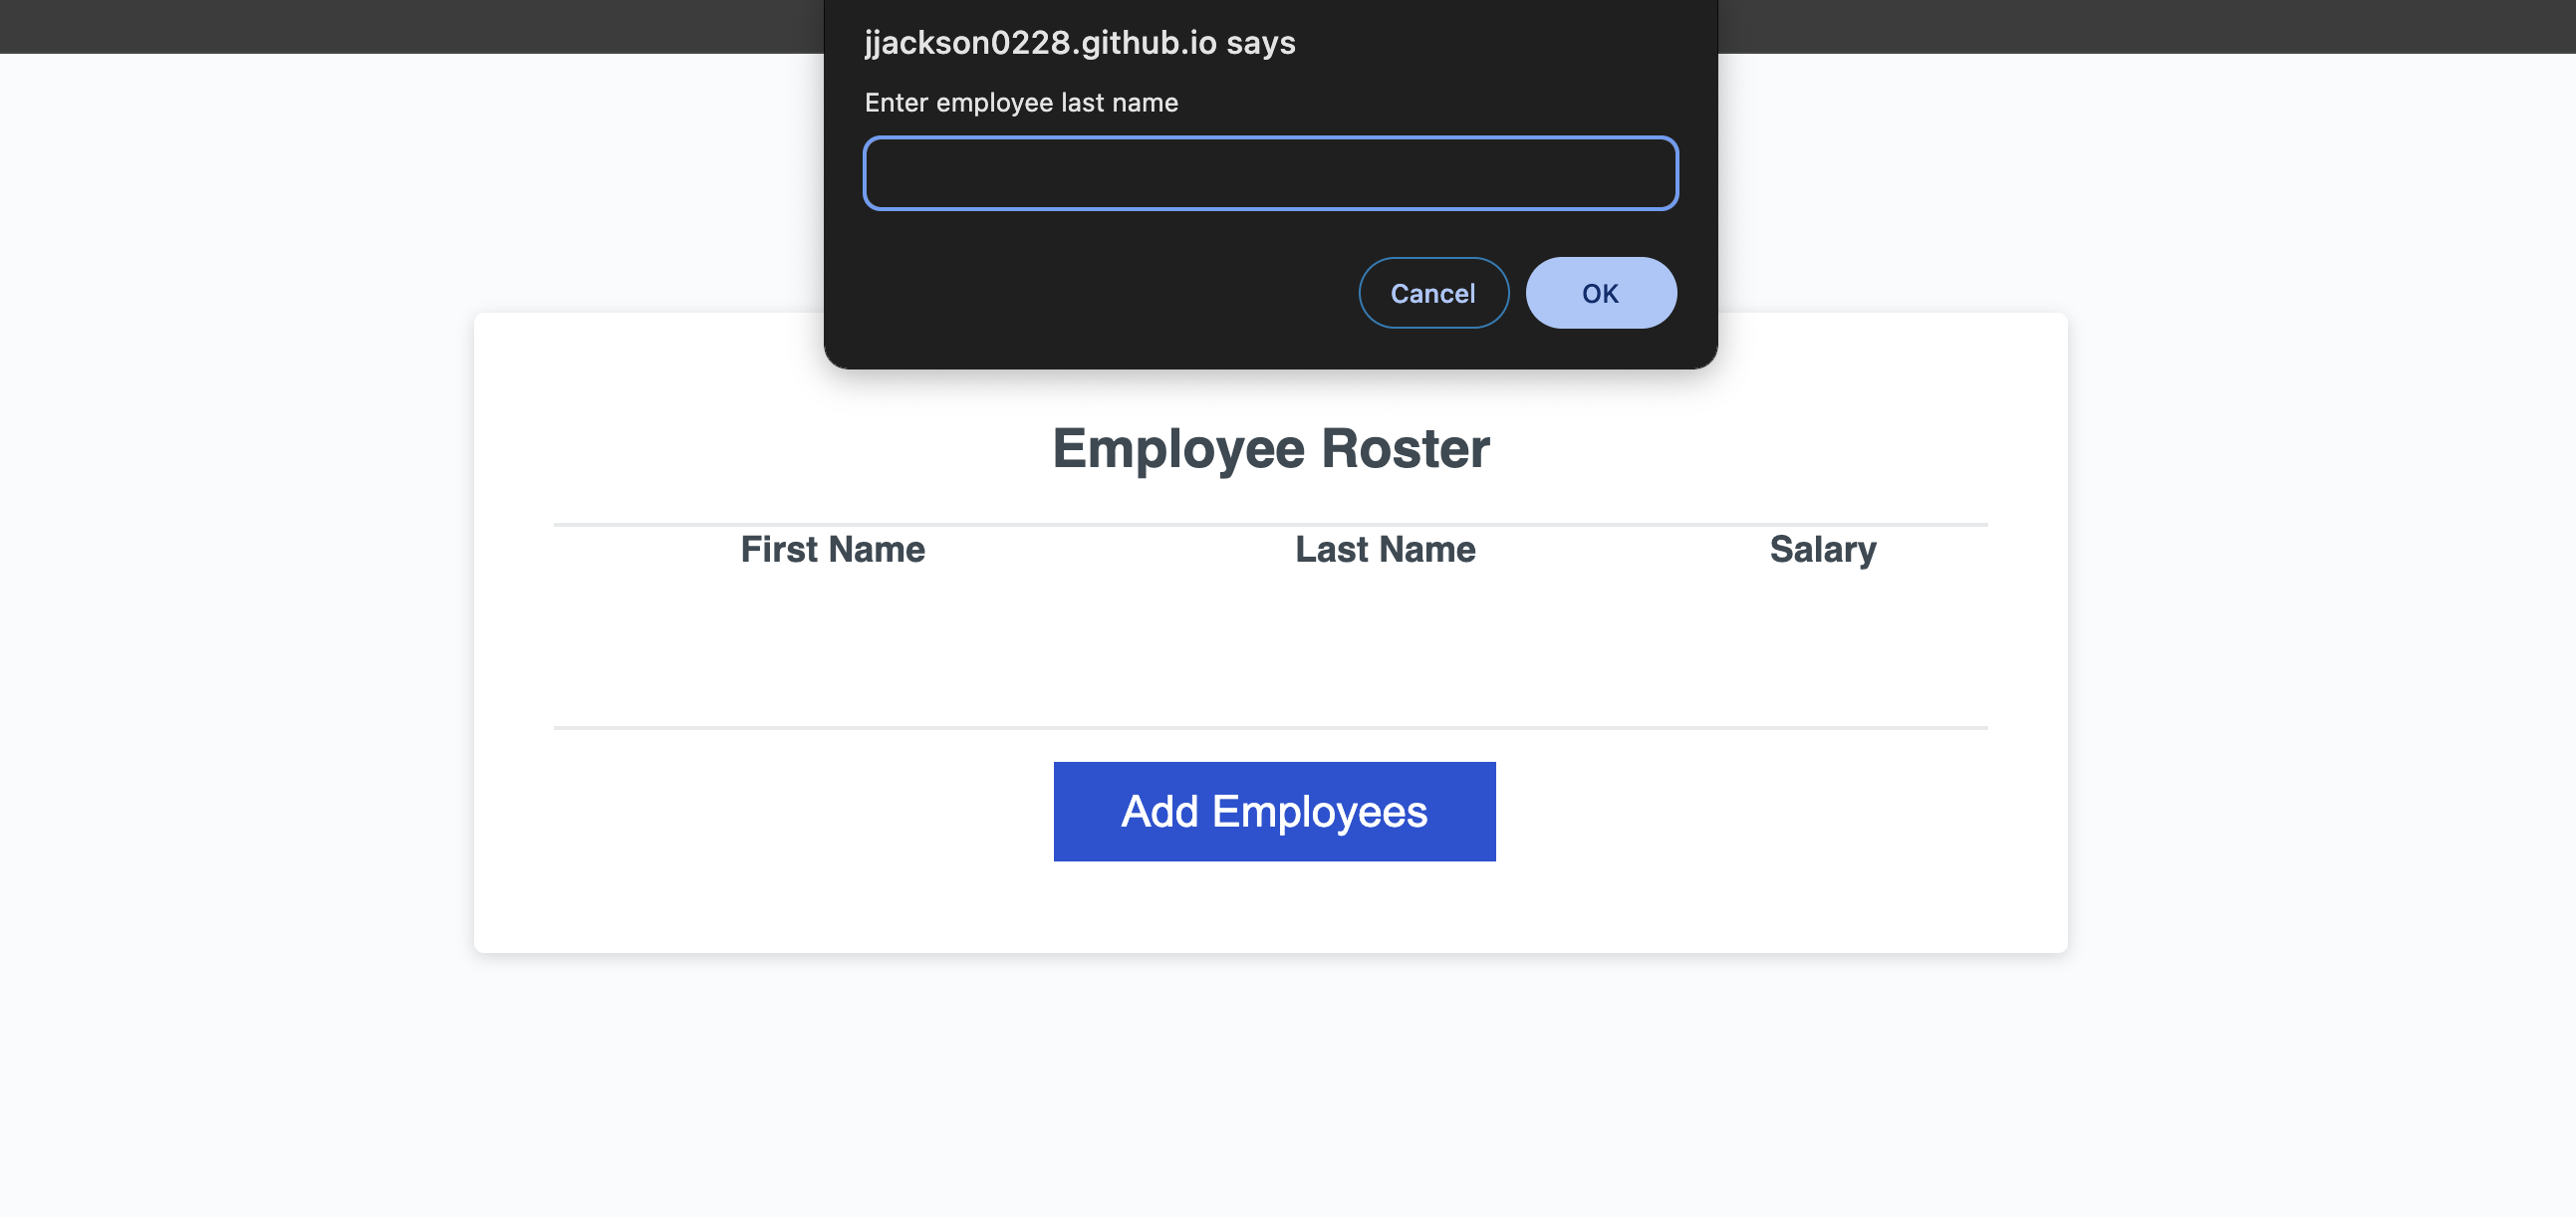 jjackson0228.github.io says
Enter employee last name
Cancel OK
Employee Roster
First Name Last Name Salary
Add Employees